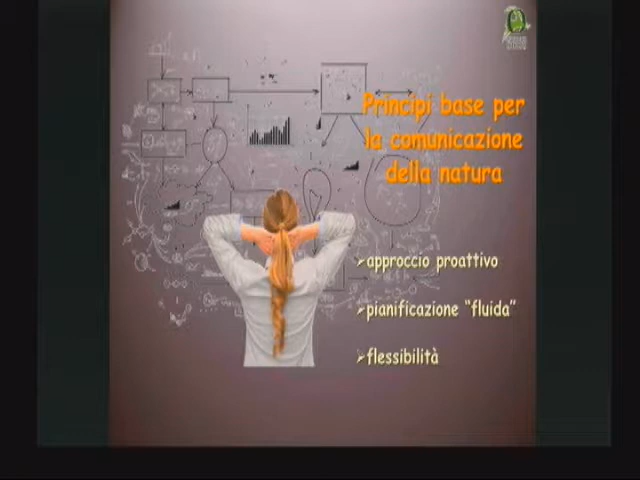 Principi base per
la comunicazione
della natura
approccio proattivo
pianificazione "fluida"
flessibilità